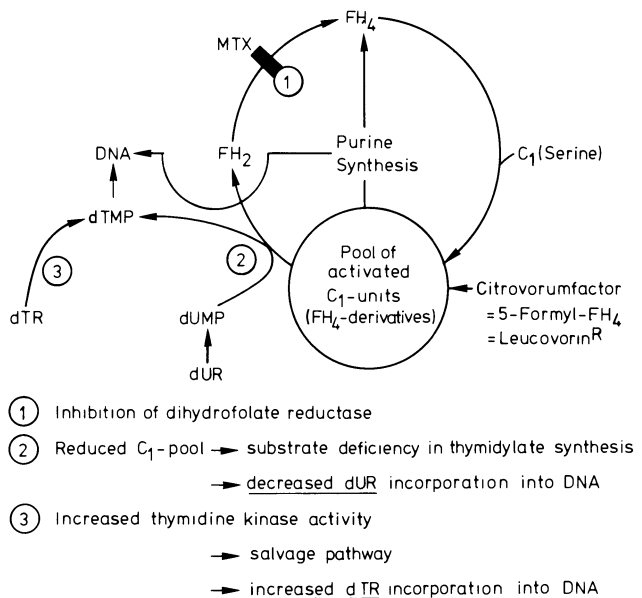 FH4
MTX
1
DNA
FH2
Purine
Synthesis
C1(Serine)
dTMP
3
2
Pool of
activated
C1-units
(FH4-derivatives)
Citrovorumfactor
=5-Formyl-FH4
=LeucovorinR
dTR
dUMP
dUR
1 Inhibition of dihydrofolate reductase
2 Reduced C1-pool → substrate deficiency in thymidylate synthesis
→ decreased dUR incorporation into DNA
3 Increased thymidine kinase activity
→ salvage pathway
→ increased dTR incorporation into DNA